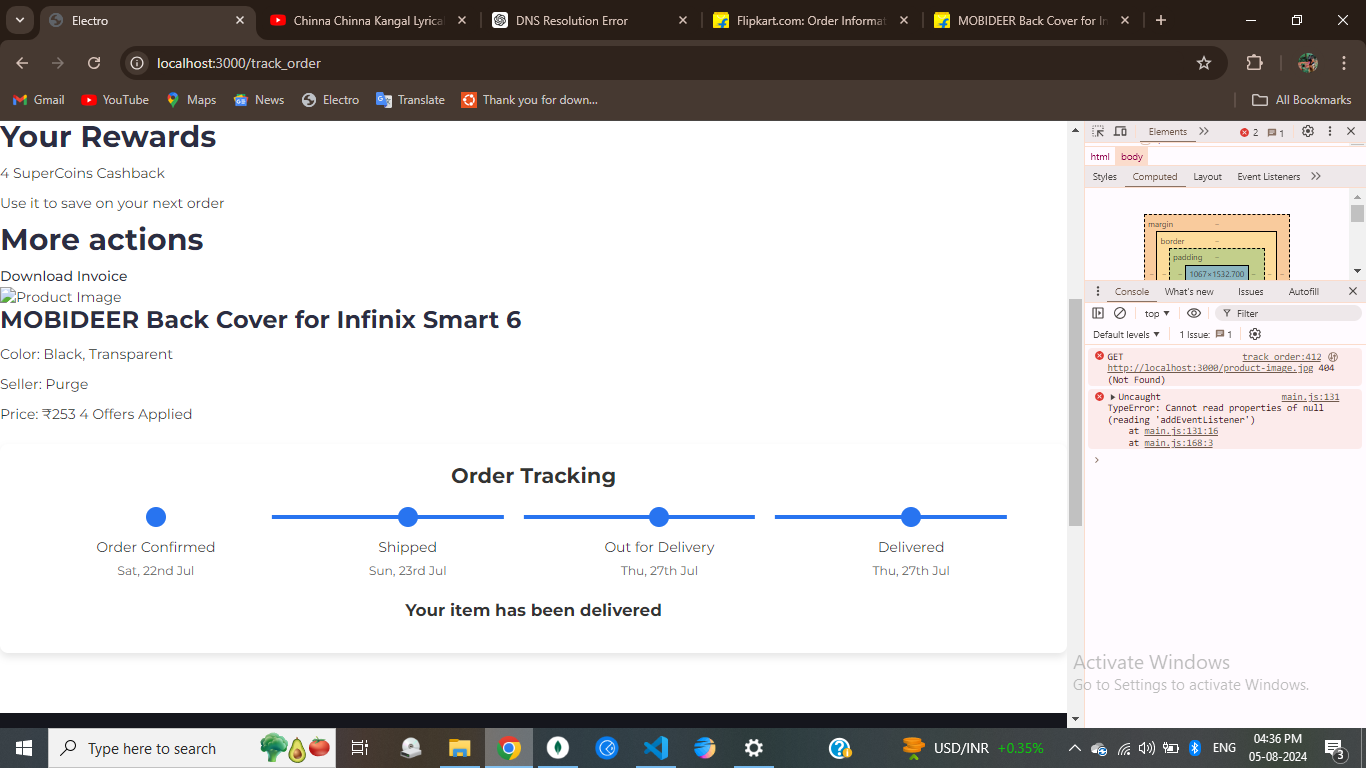 Electro
Chinna Chinna Kangal Lyrical
DNS Resolution Error
Flipkart.com: Order Informat
MOBIDEER Back Cover for In
localhost:3000/track_order
Gmail
YouTube
Maps
News
Electro
Translate
Thank you for down...
All Bookmarks
Your Rewards
4 SuperCoins Cashback
Use it to save on your next order
More actions
Download Invoice
Product Image
MOBIDEER Back Cover for Infinix Smart 6
Color: Black, Transparent
Seller: Purge
Price: ₹253 4 Offers Applied
Order Tracking
Order Confirmed
Shipped
Out for Delivery
Delivered
Sat, 22nd Jul
Sun, 23rd Jul
Thu, 27th Jul
Thu, 27th Jul
Your item has been delivered
Elements
2
1
html
body
Styles
Computed
Layout
Event Listeners
margin
–
border
–
padding
1067×1532.700
Console
What's new
Issues
Autofill
top
Filter
Default levels
1 Issue:
1
GET track_order:412
http://localhost:3000/product-image.jpg 404
(Not Found)
Uncaught main.js:131
TypeError: Cannot read properties of null
(reading 'addEventListener')
at main.js:131:16
at main.js:168:3
Activate Windows
Go to Settings to activate Windows.
Type here to search
USD/INR +0.35%
ENG
04:36 PM
05-08-2024
3